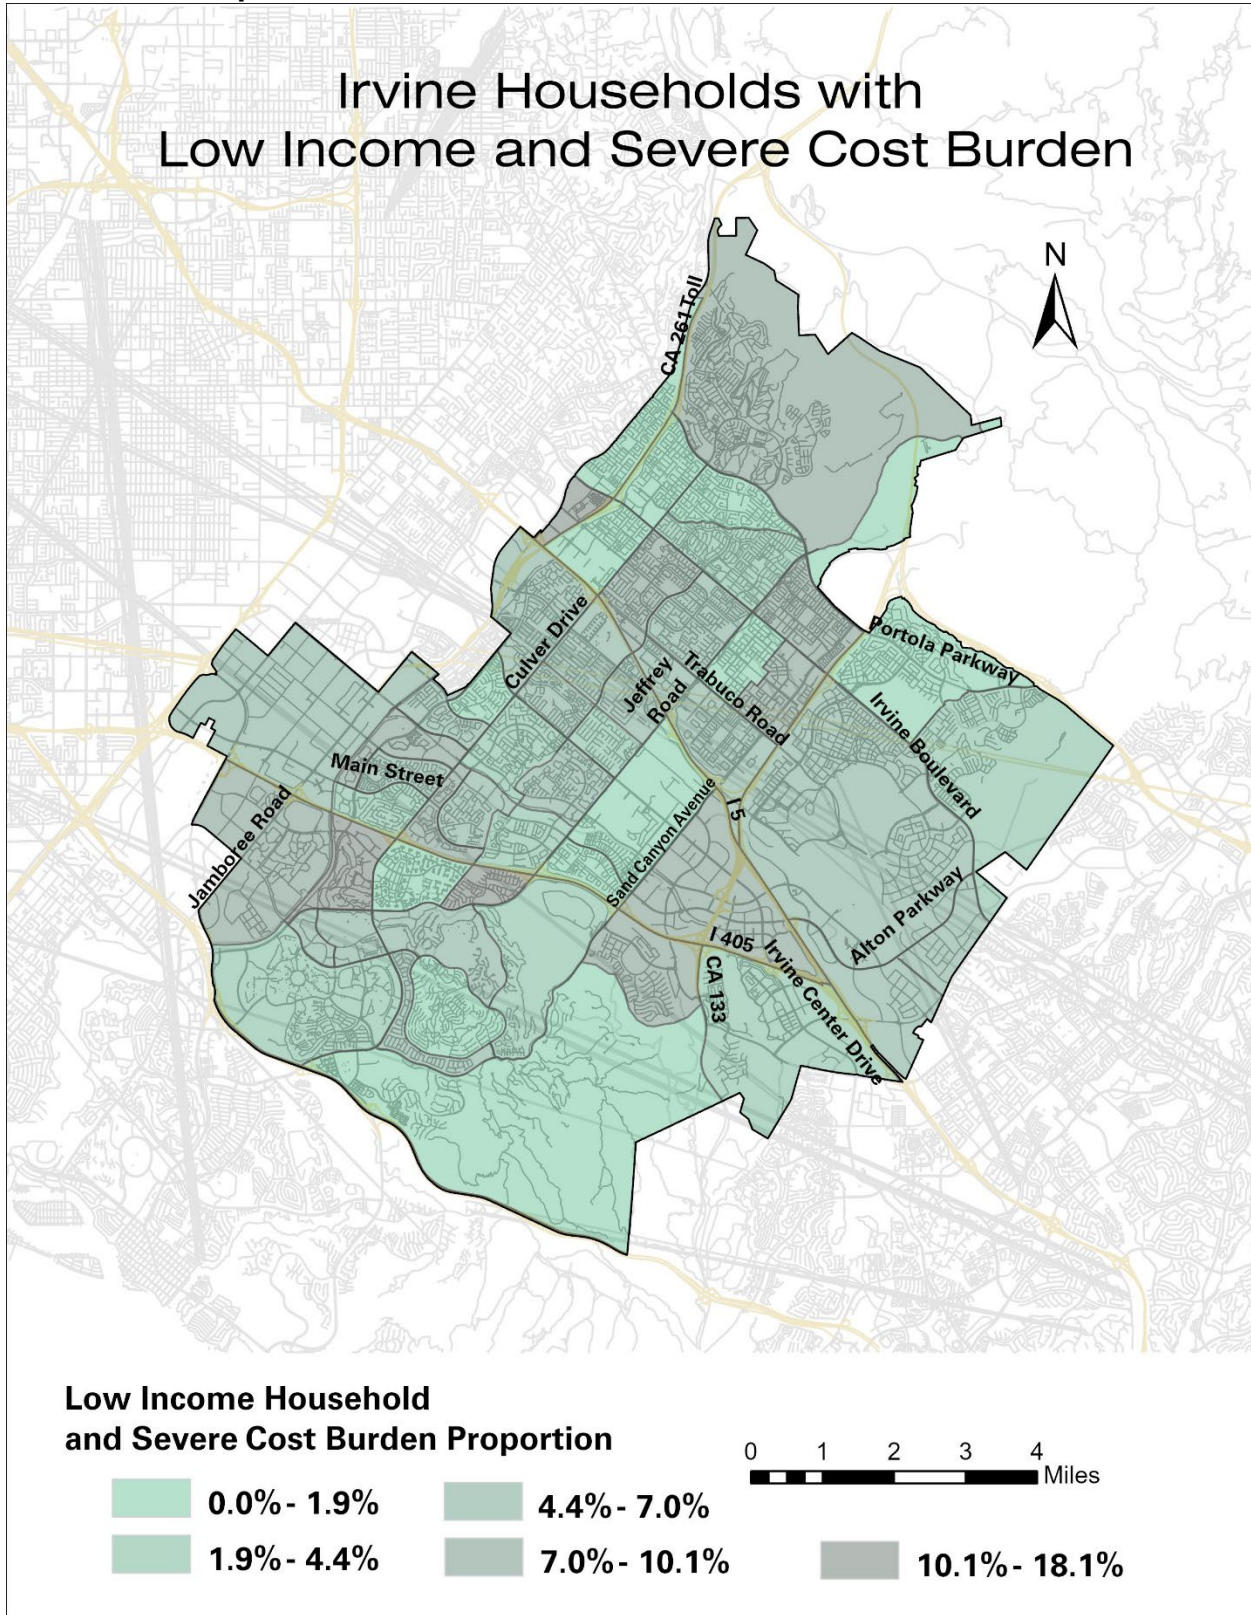 Irvine Households with
Low Income and Severe Cost Burden
N
CA 261Toll
Portola Parkway
Culver Drive
Jeffrey
Road
Trabuco Road
Irvine Boulevard
Main Street
Jamboree Road
Sand Canyon Avenue
I 5
Alton Parkway
I 405
CA 133
Irvine Center Drive
Low Income Household
and Severe Cost Burden Proportion
0 1 2 3 4
Miles
0.0% - 1.9%
4.4% - 7.0%
1.9% - 4.4%
7.0% - 10.1%
10.1% - 18.1%